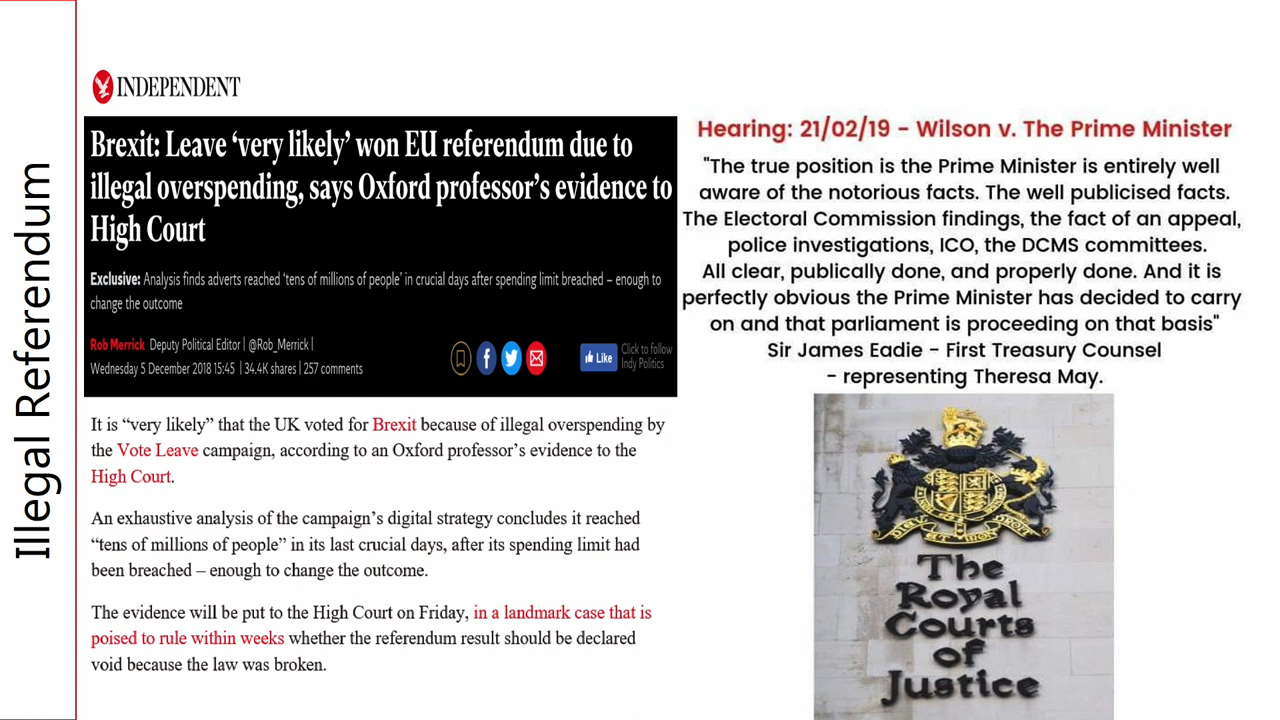 Illegal Referendum
INDEPENDENT
Brexit: Leave ‘very likely’ won EU referendum due to
illegal overspending, says Oxford professor’s evidence to
High Court
Exclusive: Analysis finds adverts reached ‘tens of millions of people’ in crucial days after spending limit breached – enough to
change the outcome
Rob Merrick Deputy Political Editor | @Rob_Merrick |
Wednesday 5 December 2018 15:45 | 34.4K shares | 257 comments
Like
Click to follow
Indy Politics
It is “very likely” that the UK voted for Brexit because of illegal overspending by
the Vote Leave campaign, according to an Oxford professor’s evidence to the
High Court.
An exhaustive analysis of the campaign’s digital strategy concludes it reached
“tens of millions of people” in its last crucial days, after its spending limit had
been breached – enough to change the outcome.
The evidence will be put to the High Court on Friday, in a landmark case that is
poised to rule within weeks whether the referendum result should be declared
void because the law was broken.
Hearing: 21/02/19 - Wilson v. The Prime Minister
"The true position is the Prime Minister is entirely well
aware of the notorious facts. The well publicised facts.
The Electoral Commission findings, the fact of an appeal,
police investigations, ICO, the DCMS committees.
All clear, publically done, and properly done. And it is
perfectly obvious the Prime Minister has decided to carry
on and that parliament is proceeding on that basis"
Sir James Eadie - First Treasury Counsel
- representing Theresa May.
The
Royal
Courts
of
Justice